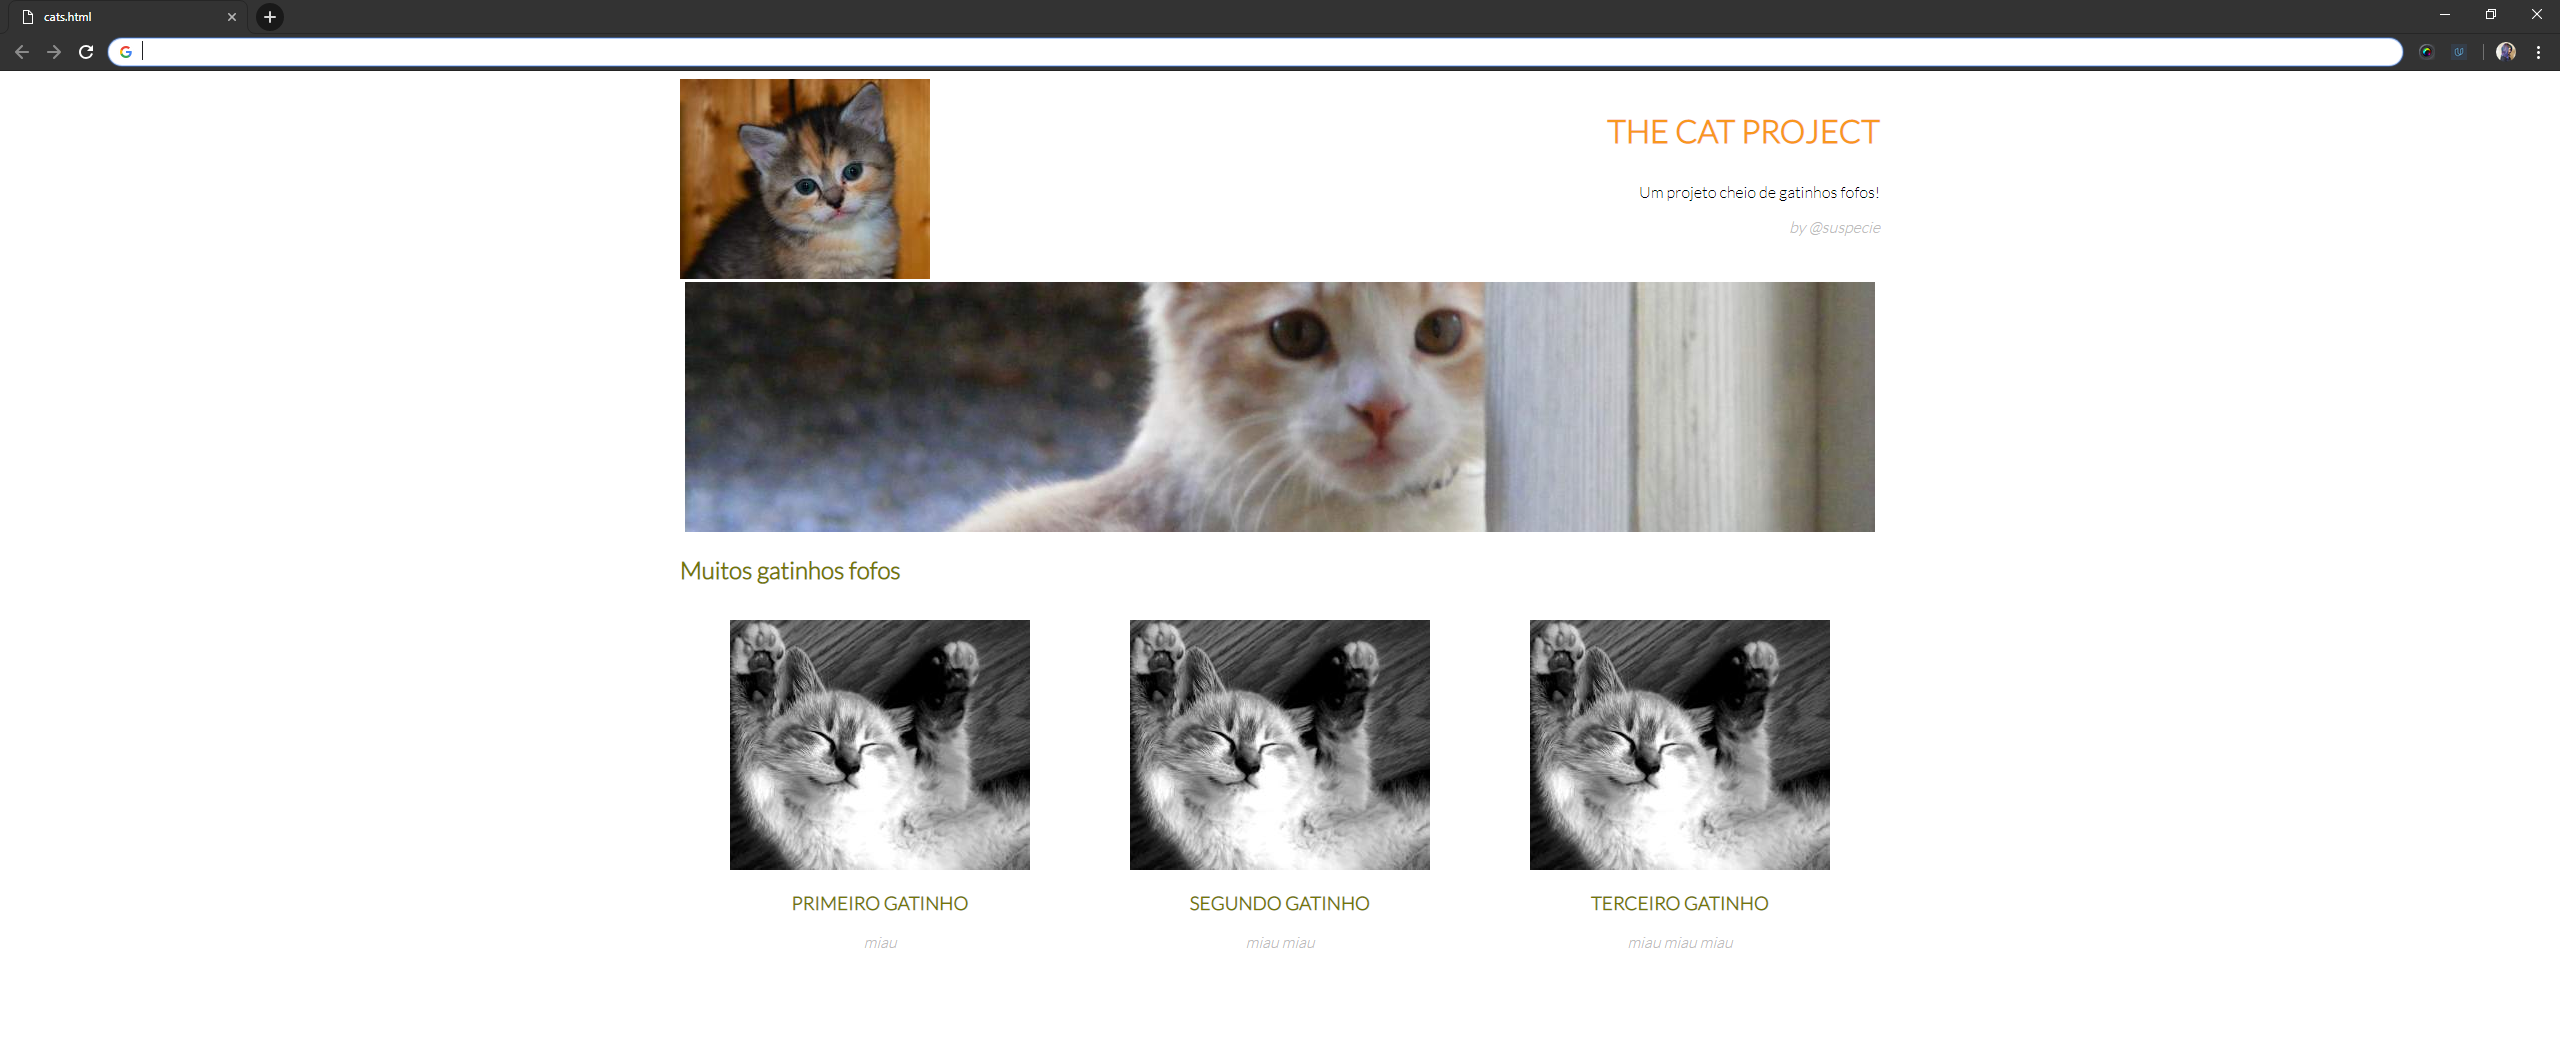 cats.html
THE CAT PROJECT
Um projeto cheio de gatinhos fofos!
by @suspecie
Muitos gatinhos fofos
PRIMEIRO GATINHO
SEGUNDO GATINHO
TERCEIRO GATINHO
miau
miau miau
miau miau miau